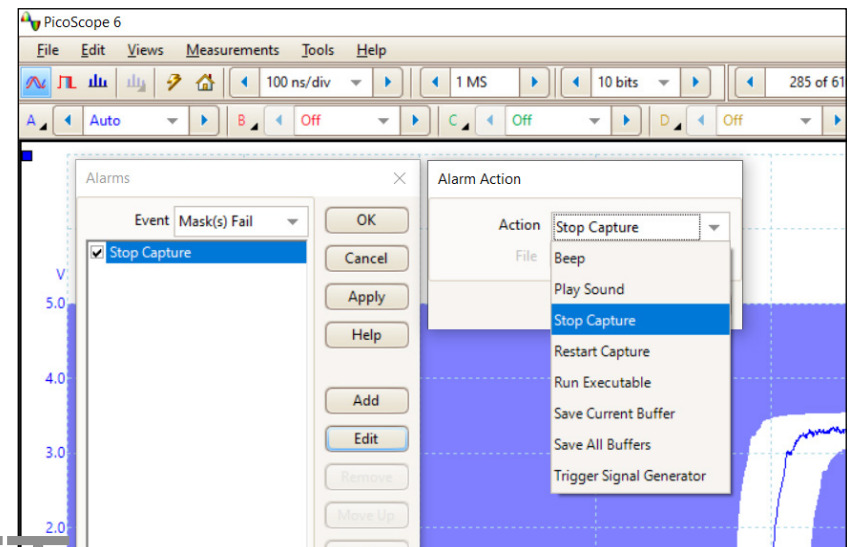 PicoScope 6
File Edit Views Measurements Tools Help
100 ns/div 1 MS 10 bits 285 of 61
A Auto B Off C Off D Off
Alarms
Event Mask(s) Fail
Stop Capture
OK
Cancel
Apply
Help
Add
Edit
Remove
Move Up
Alarm Action
Action Stop Capture
File
Beep
Play Sound
Stop Capture
Restart Capture
Run Executable
Save Current Buffer
Save All Buffers
Trigger Signal Generator
V
5.0
4.0
3.0
2.0